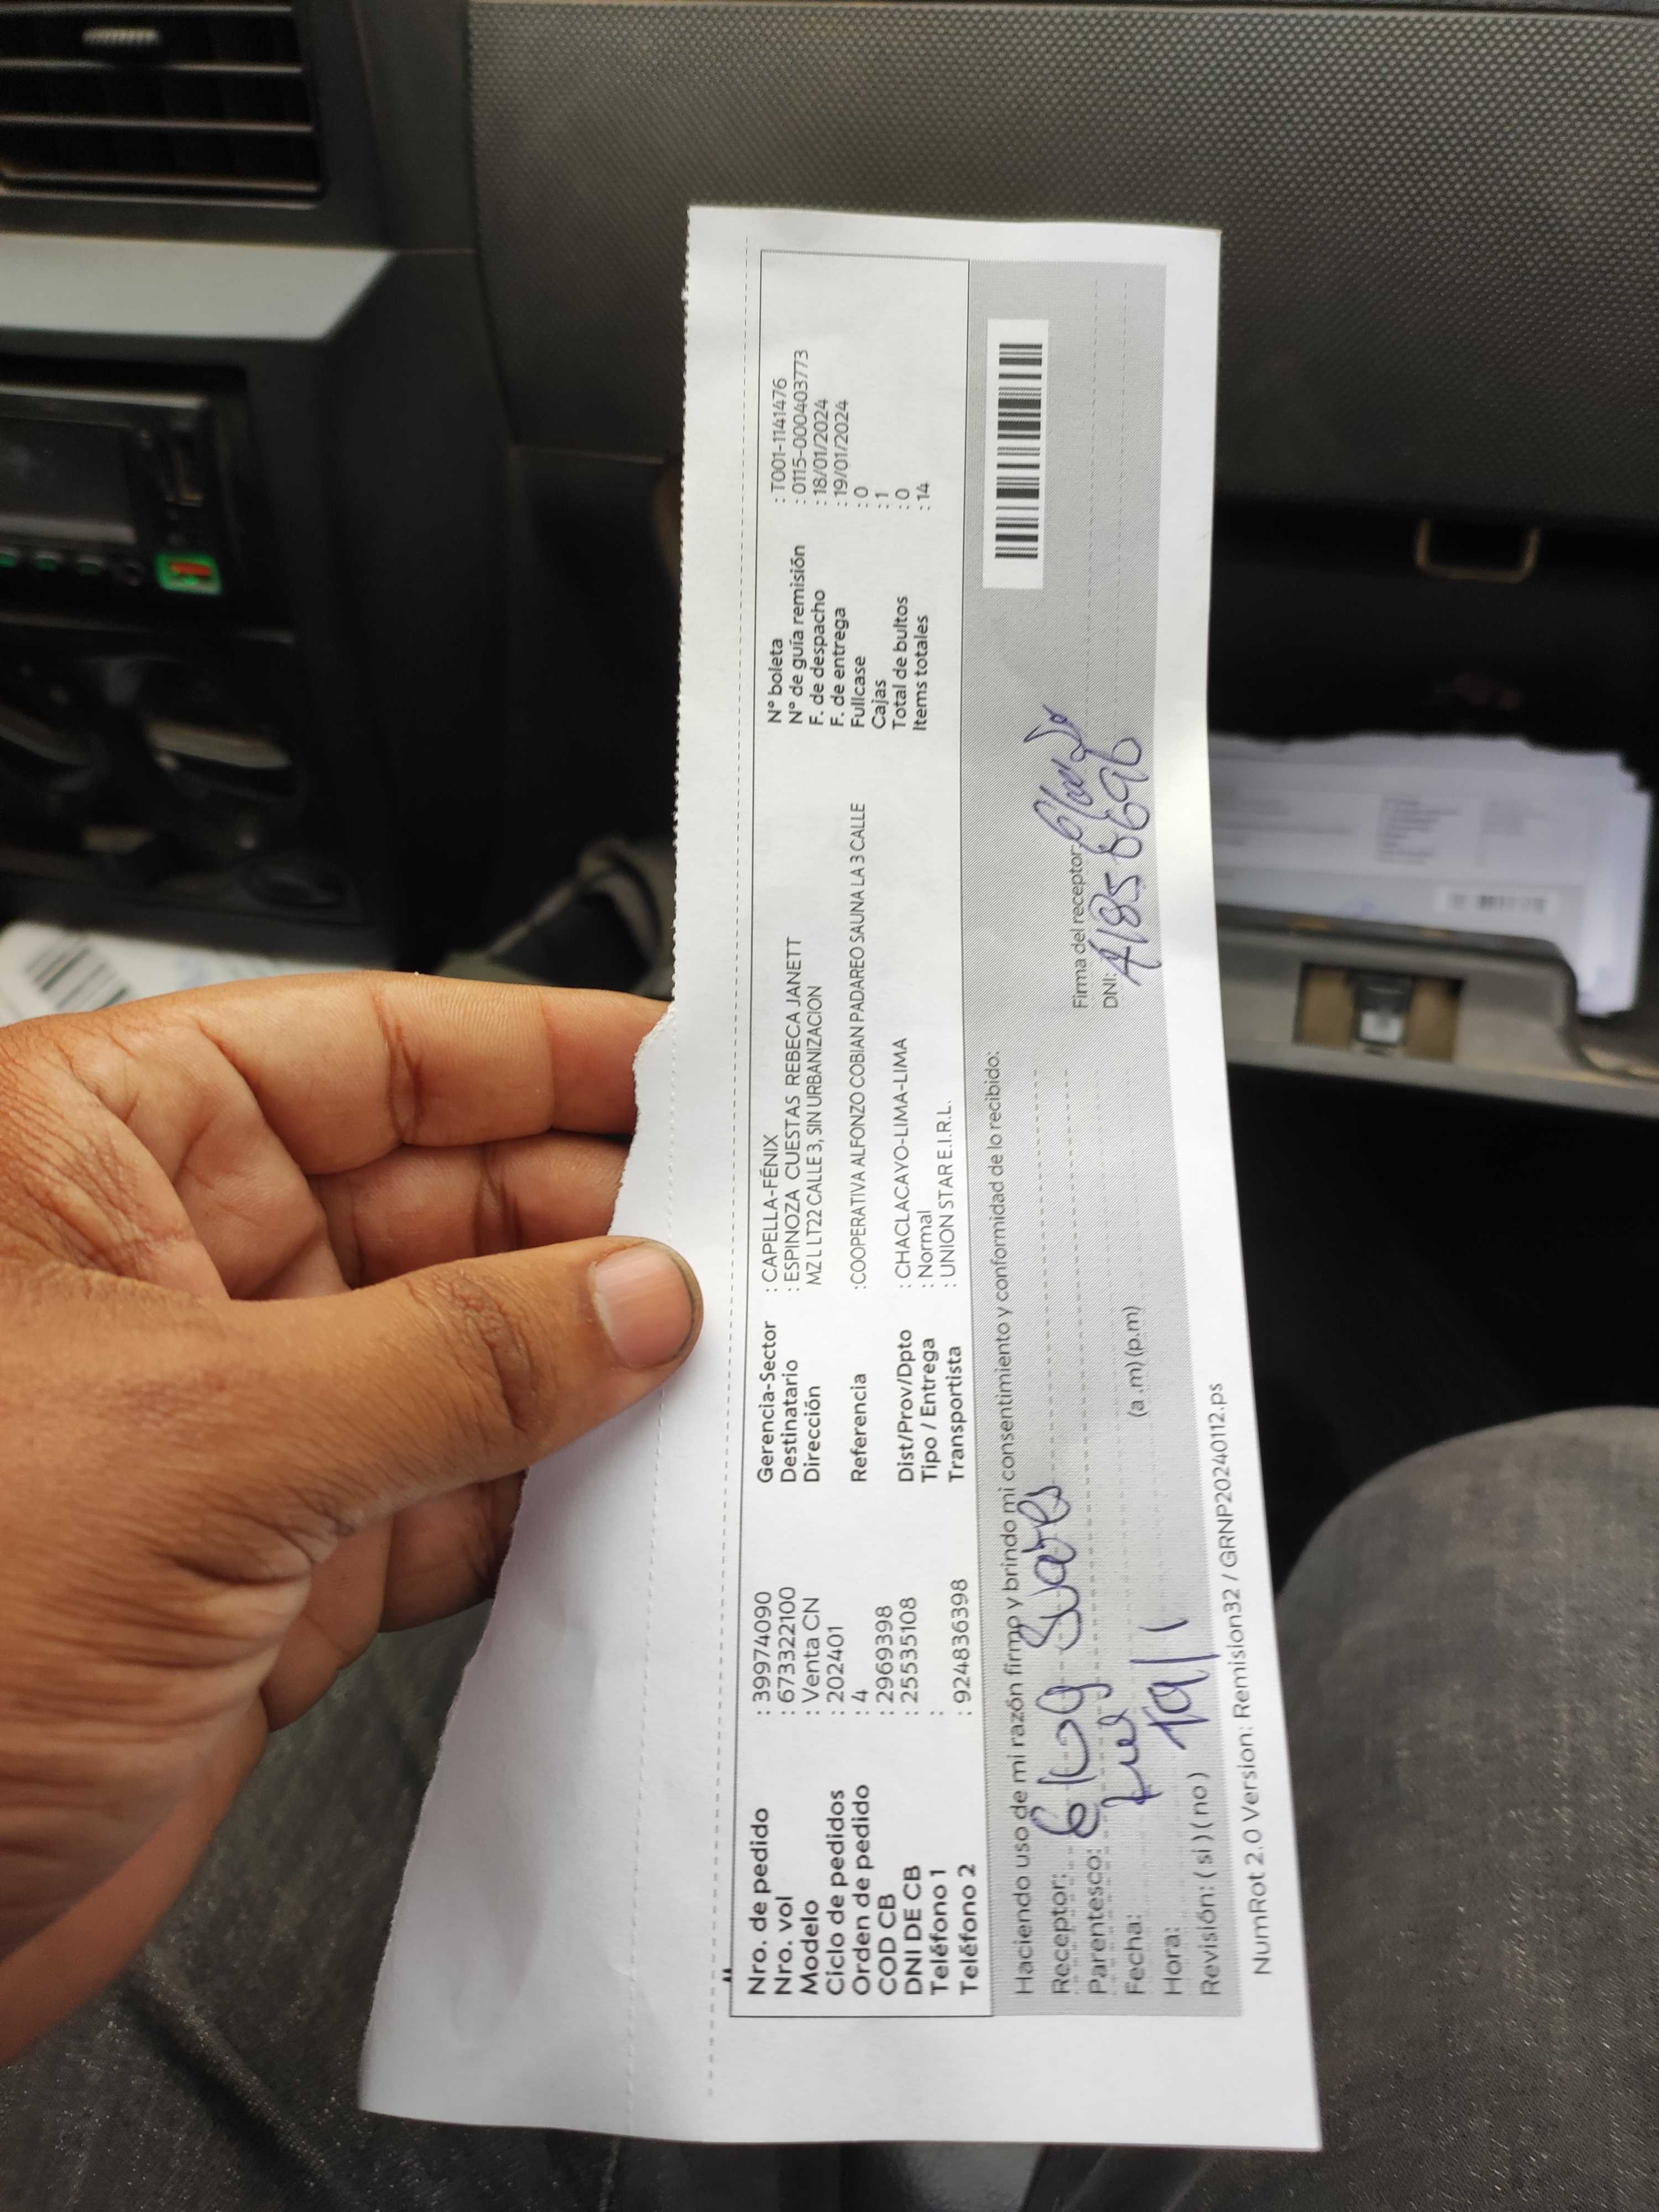 Nro. de pedido : 39974090
Nro. vol : 673322100
Modelo : Venta CN
Ciclo de pedidos : 202401
Orden de pedido : 4
COD CB : 2969398
DNI DE CB : 25535108
Teléfono 1 :
Teléfono 2 : 924836398
Gerencia-Sector : CAPELLA-FÉNIX
Destinatario : ESPINOZA CUESTAS REBECA JANETT
Dirección MZ L LT22 CALLE 3, SIN URBANIZACION
Referencia :COOPERATIVA ALFONZO COBIAN PADAREO SAUNA LA 3 CALLE
Dist/Prov/Dpto : CHACLACAYO-LIMA-LIMA
Tipo / Entrega : Normal
Transportista : UNION STAR E.I.R.L.
N° boleta : T001-1141476
N° de guía remisión : 0115-000403773
F. de despacho : 18/01/2024
F. de entrega : 19/01/2024
Fullcase : 0
Cajas : 1
Total de bultos : 0
Items totales : 14
Haciendo uso de mi razón firmo y brindo mi consentimiento y conformidad de lo recibido:
Receptor:
Parentesco:
Fecha: 19/1
Hora: (a .m) (p.m)
Revisión: ( si ) ( no )
Firma del receptor:
DNI: 41856696
NumRot 2.0 Version: Remision32 / GRNP20240112.ps